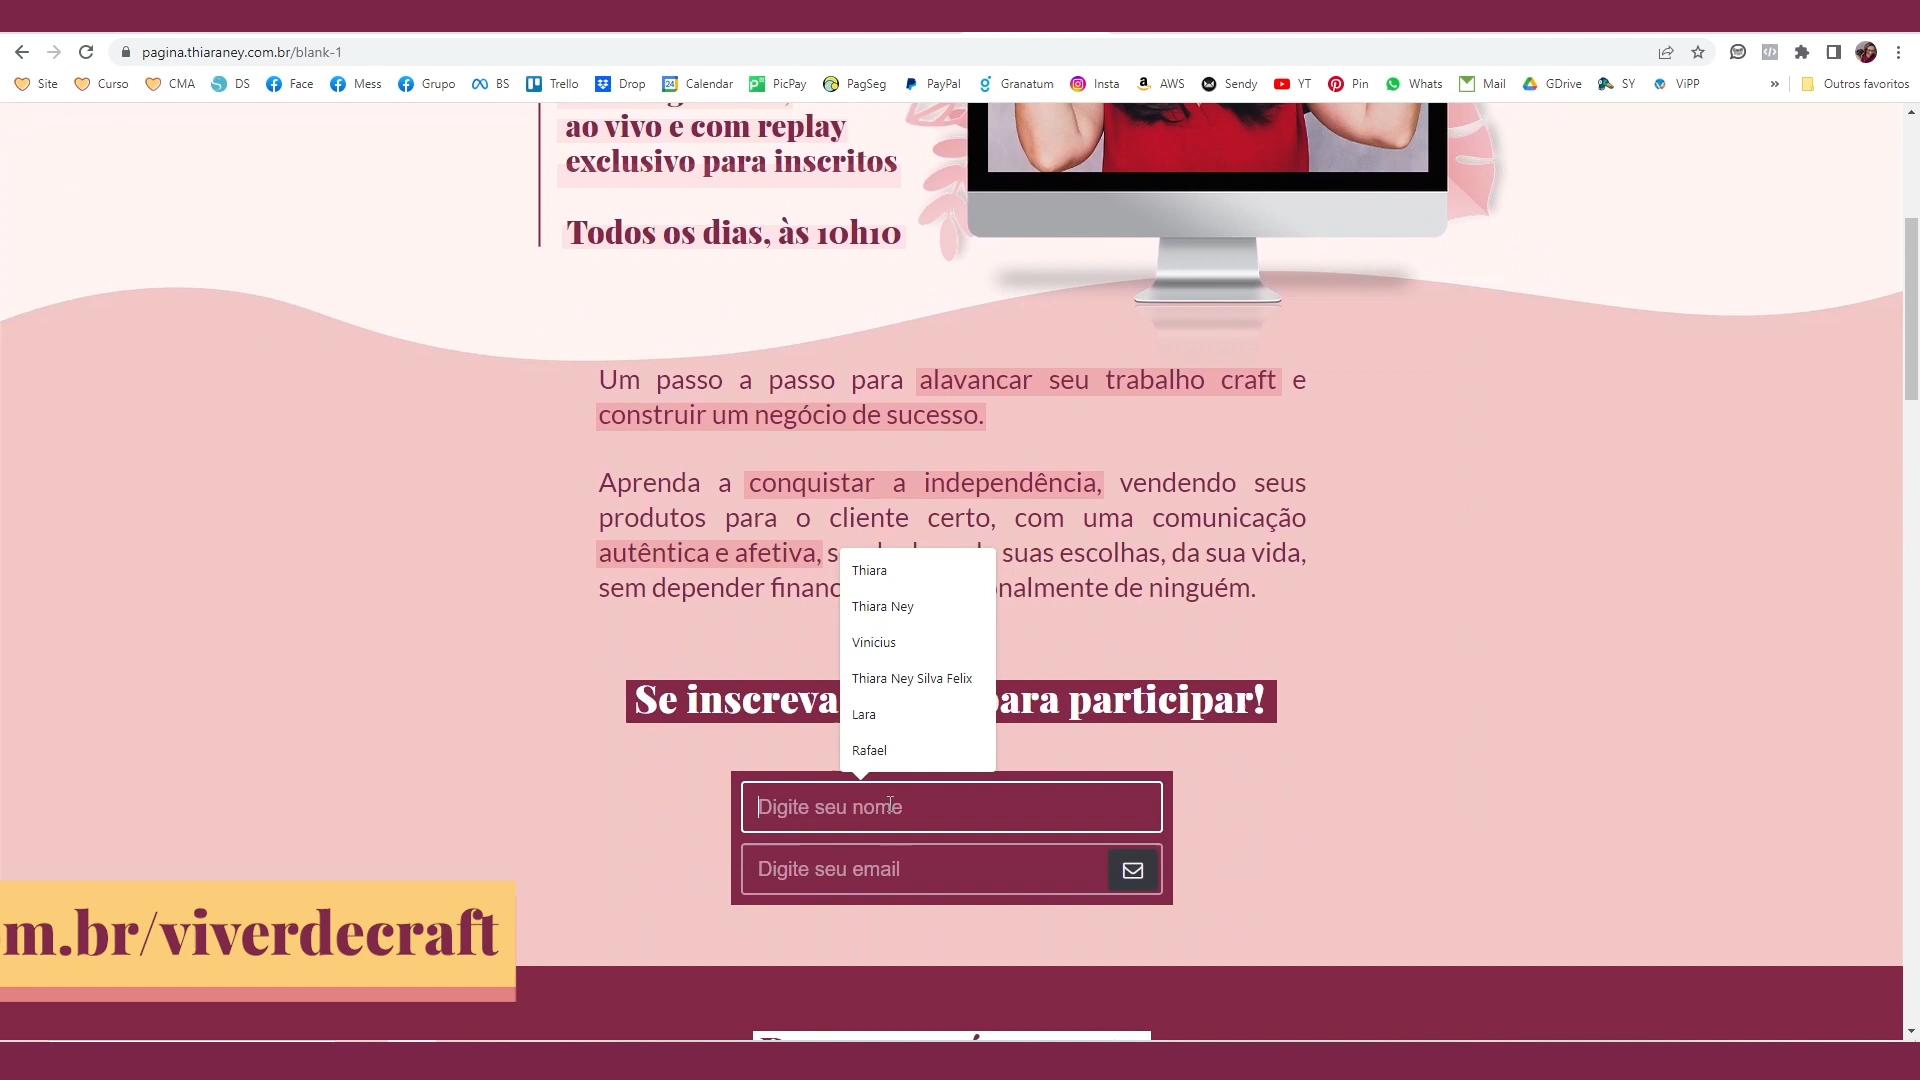 pagina.thiaraney.com.br/blank-1
Site Curso CMA DS Face Mess Grupo BS Trello Drop Calendar PicPay PagSeg PayPal Granatum Insta AWS Sendy YT Pin Whats Mail GDrive SY ViPP » Outros favoritos
ao vivo e com replay
exclusivo para inscritos
Todos os dias, às 10h10
Um passo a passo para alavancar seu trabalho craft e
construir um negócio de sucesso.
Aprenda a conquistar a independência, vendendo seus
produtos para o cliente certo, com uma comunicação
autêntica e afetiva, suas escolhas, da sua vida,
sem depender financ nalmente de ninguém.
Thiara
Thiara Ney
Vinicius
Thiara Ney Silva Felix
Lara
Rafael
Se inscreva para participar!
Digite seu nome
Digite seu email
m.br/viverdecraft